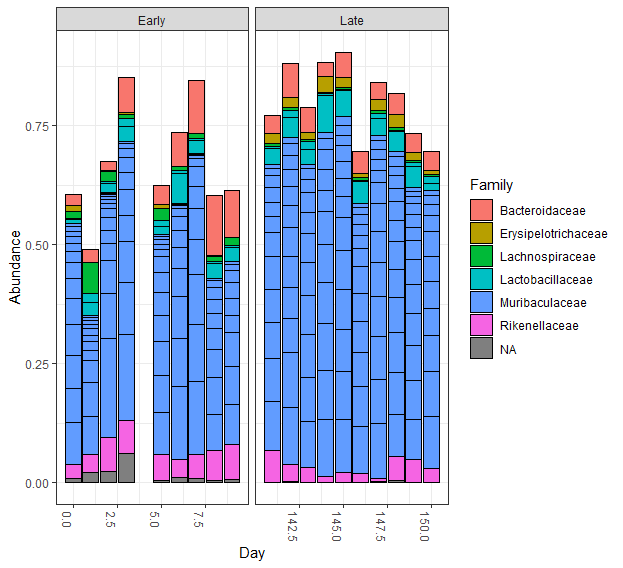 Early
Late
Abundance
0.75
0.50
0.25
0.00
0.0
2.5
5.0
7.5
142.5
145.0
147.5
150.0
Day
Family
Bacteroidaceae
Erysipelotrichaceae
Lachnospiraceae
Lactobacillaceae
Muribaculaceae
Rikenellaceae
NA